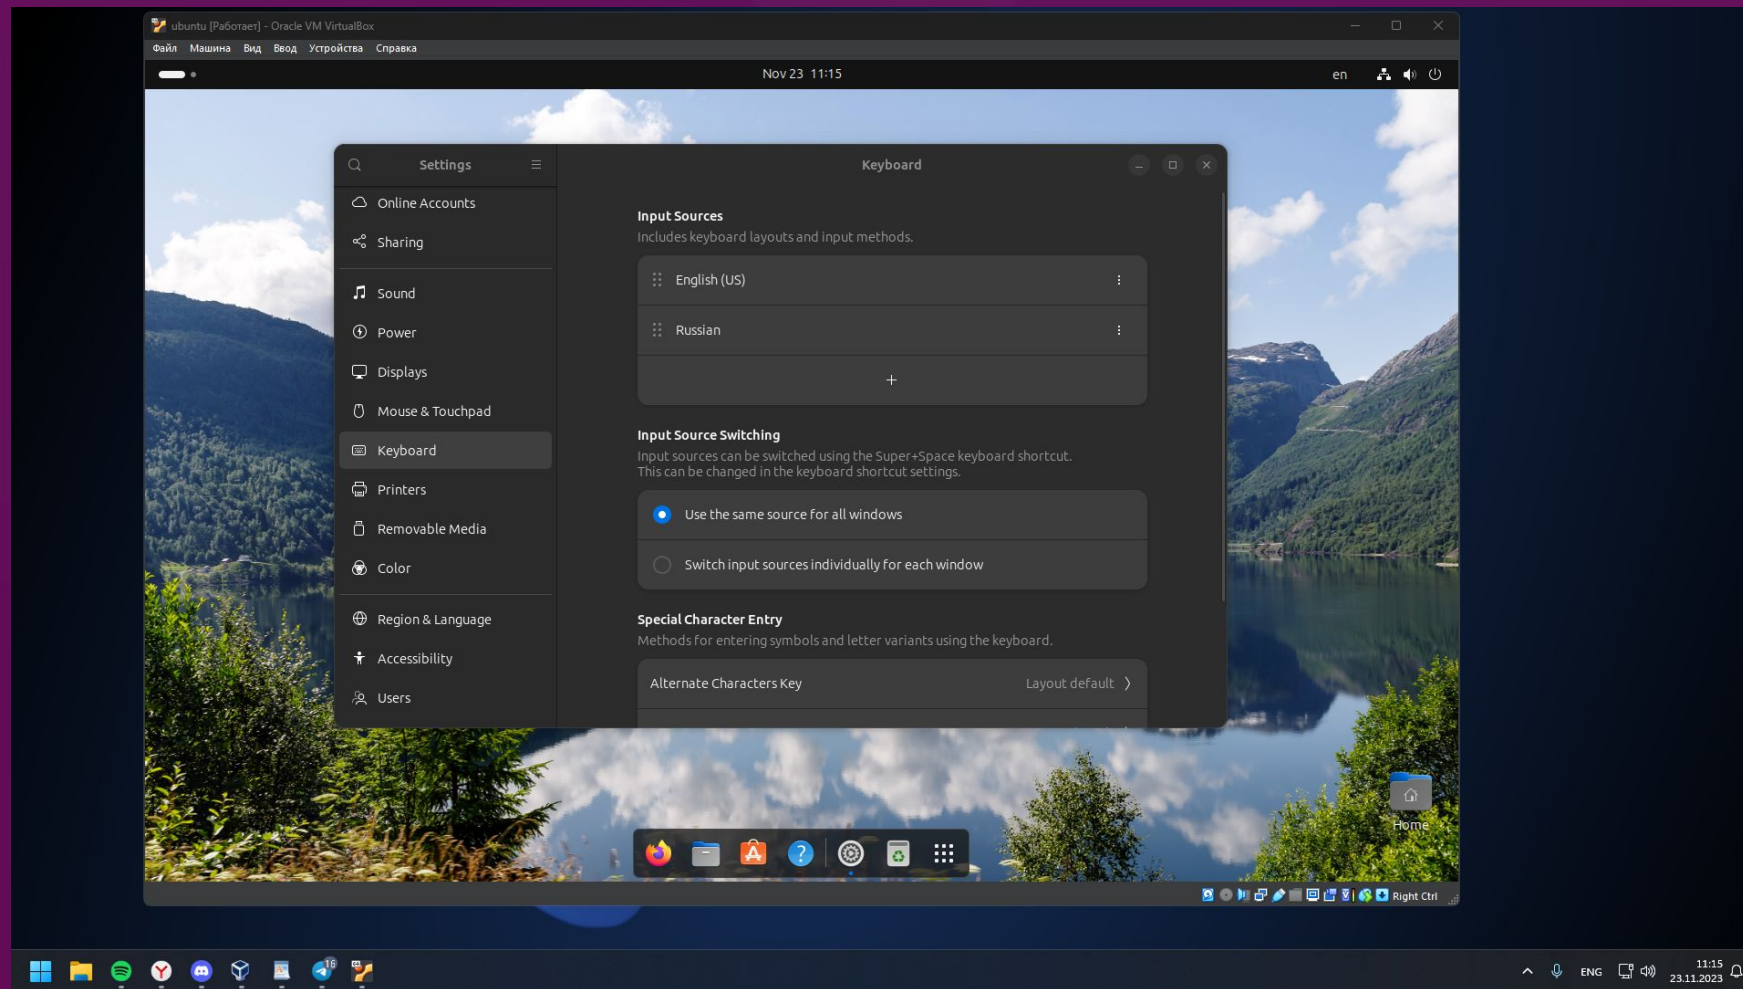 ubuntu [Работает] - Oracle VM VirtualBox
Файл Машина Вид Ввод Устройства Справка
Nov 23 11:15
en
Settings
Keyboard
Online Accounts
Sharing
Sound
Power
Displays
Mouse & Touchpad
Keyboard
Printers
Removable Media
Color
Region & Language
Accessibility
Users
Input Sources
Includes keyboard layouts and input methods.
English (US)
Russian
Input Source Switching
Input sources can be switched using the Super+Space keyboard shortcut.
This can be changed in the keyboard shortcut settings.
Use the same source for all windows
Switch input sources individually for each window
Special Character Entry
Methods for entering symbols and letter variants using the keyboard.
Alternate Characters Key
Layout default
Home
Right Ctrl
16
ENG
11:15
23.11.2023